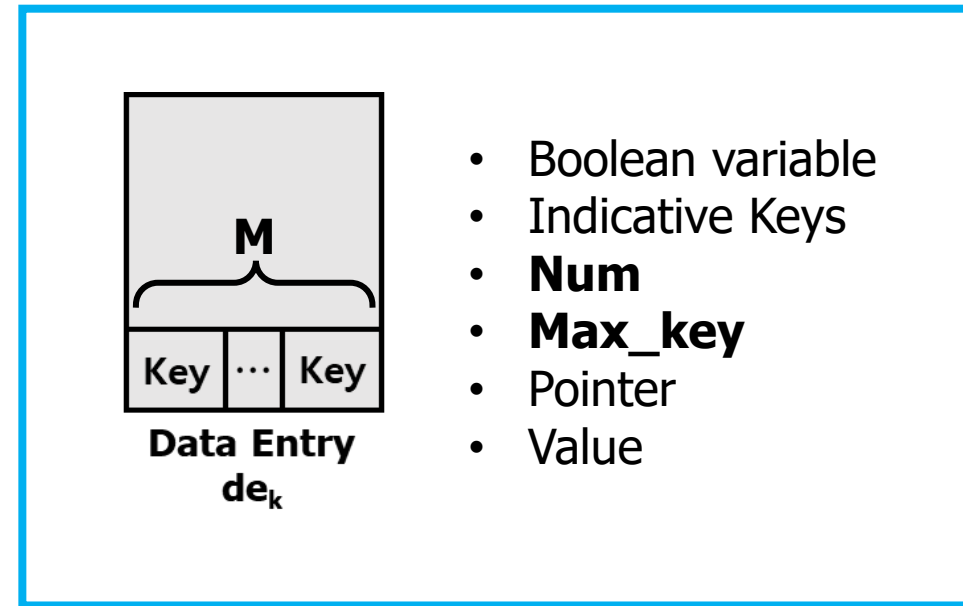 M
Key … Key
Data Entry
deₖ
• Boolean variable
• Indicative Keys
• Num
• Max_key
• Pointer
• Value